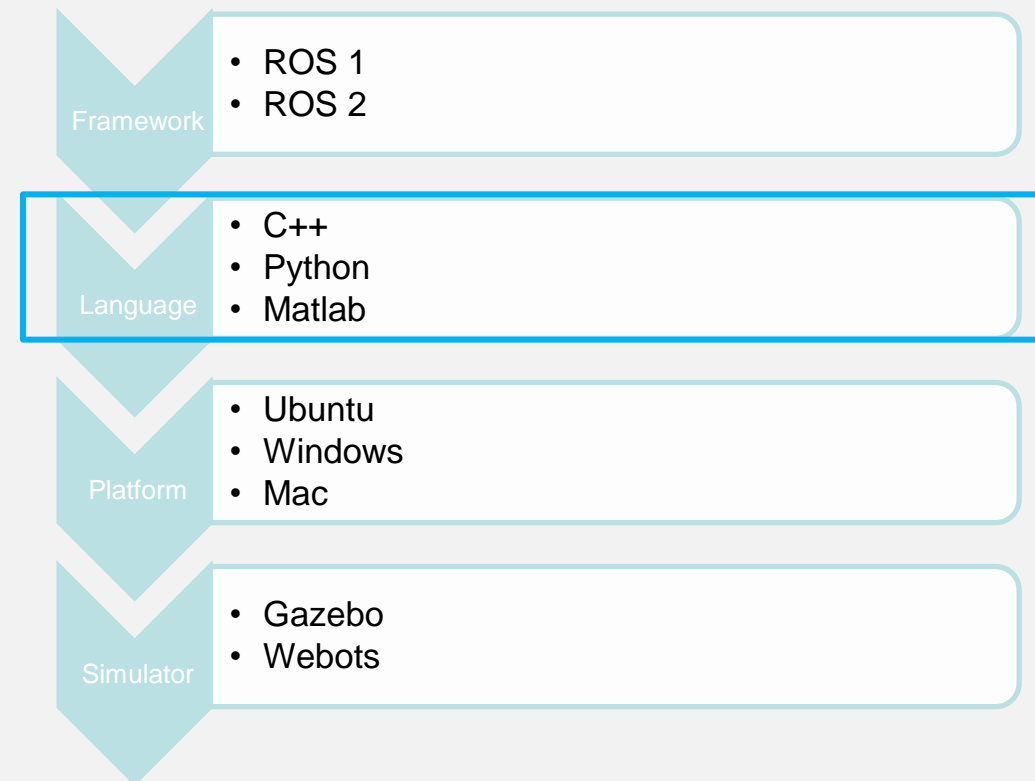 Framework
• ROS 1
• ROS 2
Language
• C++
• Python
• Matlab
Platform
• Ubuntu
• Windows
• Mac
Simulator
• Gazebo
• Webots